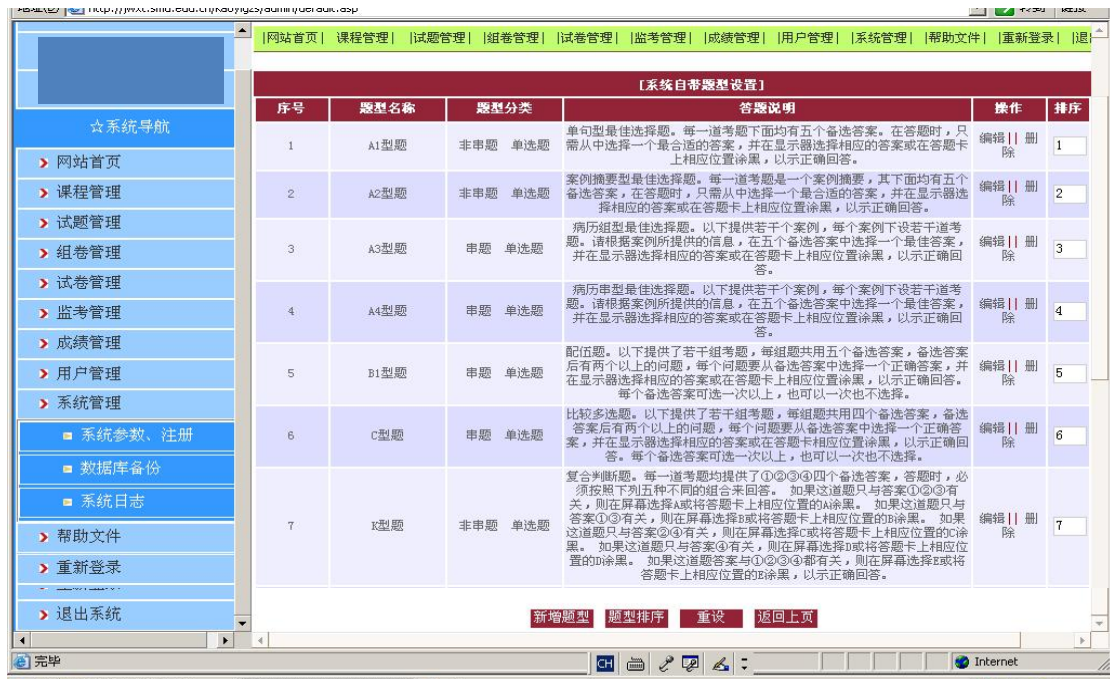 |网站首页| 课程管理| |试题管理| |组卷管理| |试卷管理| |监考管理| |成绩管理| |用户管理| |系统管理| |帮助文件| |重新登录| |退
☆系统导航
网站首页
课程管理
试题管理
组卷管理
试卷管理
监考管理
成绩管理
用户管理
系统管理
系统参数、注册
数据库备份
系统日志
帮助文件
重新登录
退出系统
[系统自带题型设置]
序号 题型名称 题型分类 答题说明 操作 排序
1 A1型题 非串题 单选题
单句型最佳选择题。每一道考题下面均有五个备选答案。在答题时，只
需从中选择一个最合适的答案，并在显示器选择相应的答案或在答题卡
上相应位置涂黑，以示正确回答。
编辑|| 删
除
1
2 A2型题 非串题 单选题
案例摘要型最佳选择题。每一道考题是一个案例摘要，其下面均有五个
备选答案，在答题时，只需从中选择一个最合适的答案，并在显示器选
择相应的答案或在答题卡上相应位置涂黑，以示正确回答。
编辑|| 删
除
2
3 A3型题 串题 单选题
病历组型最佳选择题。以下提供若干个案例，每个案例下设若干道考
题。请根据案例所提供的信息，在五个备选答案中选择一个最佳答案，
并在显示器选择相应的答案或在答题卡上相应位置涂黑，以示正确回
答。
编辑|| 删
除
3
4 A4型题 串题 单选题
病历串型最佳选择题。以下提供若干个案例，每个案例下设若干道考
题。请根据案例所提供的信息，在五个备选答案中选择一个最佳答案，
并在显示器选择相应的答案或在答题卡上相应位置涂黑，以示正确回
答。
编辑|| 删
除
4
5 B1型题 串题 单选题
配伍题。以下提供了若干组考题，每组题共用五个备选答案，备选答案
后有两个以上的问题，每个问题要从备选答案中选择一个正确答案，并
在显示器选择相应的答案或在答题卡上相应位置涂黑，以示正确回答。
每个备选答案可选一次以上，也可以一次也不选择。
编辑|| 删
除
5
6 C型题 串题 单选题
比较多选题。以下提供了若干组考题，每组题共用四个备选答案，备选
答案后有两个以上的问题，每个问题要从备选答案中选择一个正确答
案，并在显示器选择相应的答案或在答题卡相应位置涂黑，以示正确回
答。每个备选答案可选一次以上，也可以一次也不选择。
编辑|| 删
除
6
7 K型题 非串题 单选题
复合判断题。每一道考题均提供了①②③④四个备选答案，答题时，必
须按照下列五种不同的组合来回答。 如果这道题只与答案①②③有
关，则在屏幕选择A或将答题卡上相应位置的A涂黑。 如果这道题只与
答案①③有关，则在屏幕选择B或将答题卡上相应位置的B涂黑。 如果
这道题只与答案②④有关，则在屏幕选择C或将答题卡上相应位置的C涂
黑。 如果这道题只与答案④有关，则在屏幕选择D或将答题卡上相应位
置的D涂黑。 如果这道题答案与①②③④都有关，则在屏幕选择E或将
答题卡上相应位置的E涂黑，以示正确回答。
编辑|| 删
除
7
新增题型 题型排序 重设 返回上页
完毕
CH
Internet